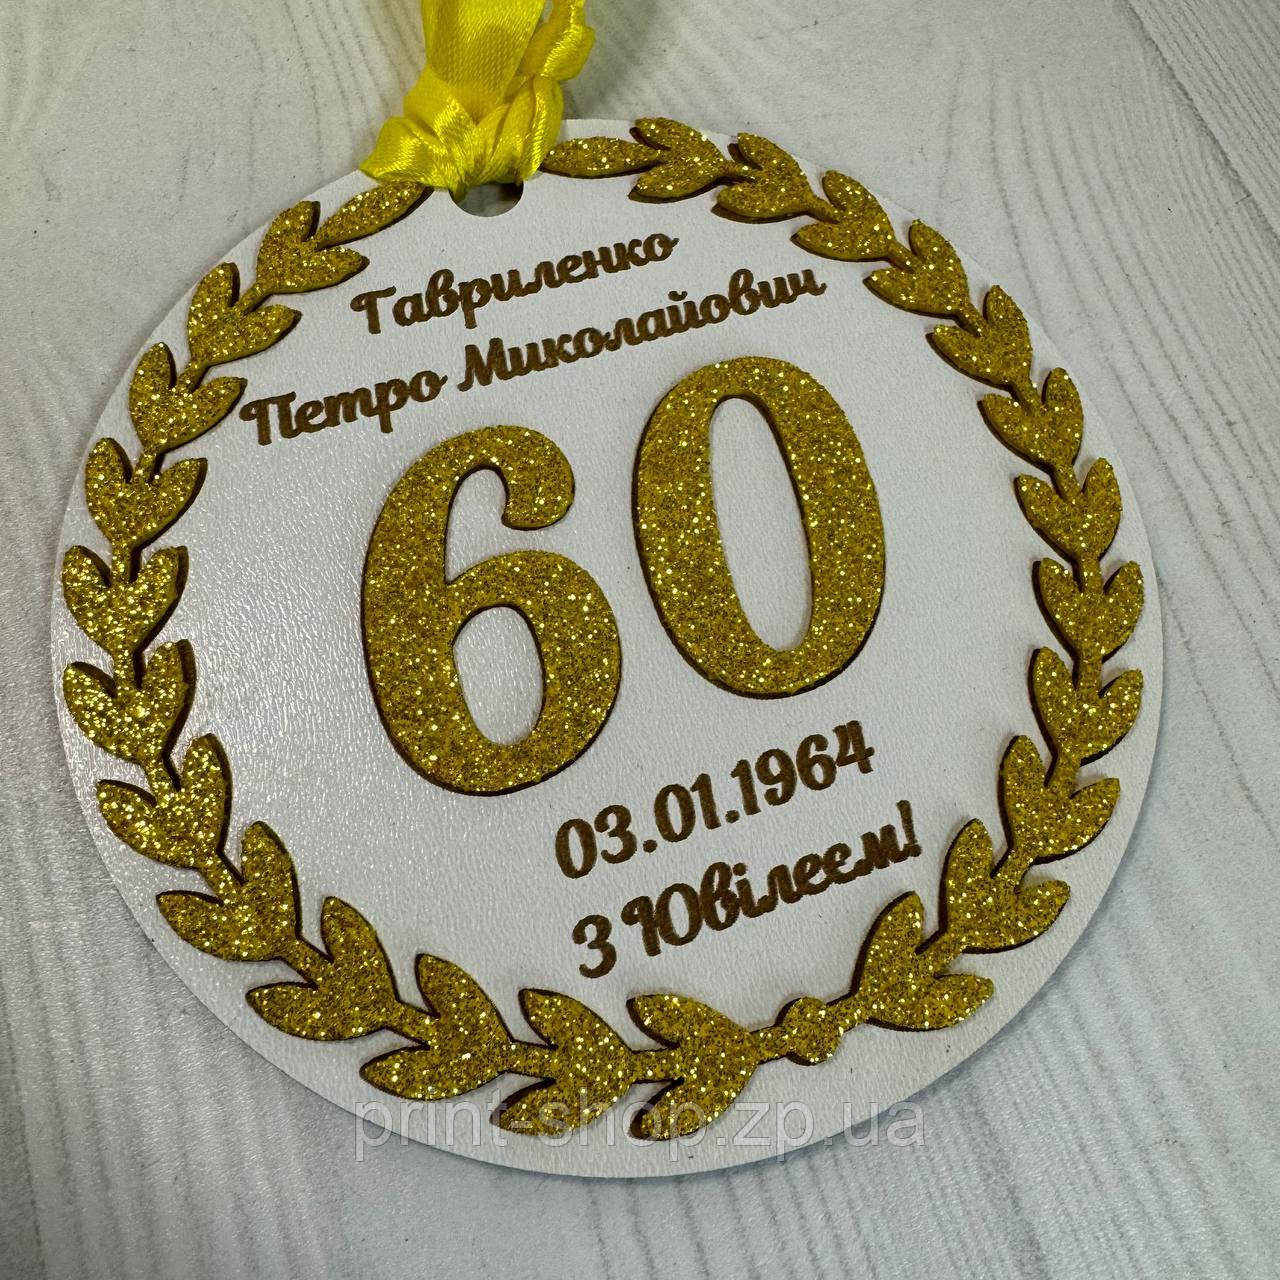 Гавриленко
Петро Миколайович
60
03.01.1964
З Ювілеєм!
print-shop.zp.ua